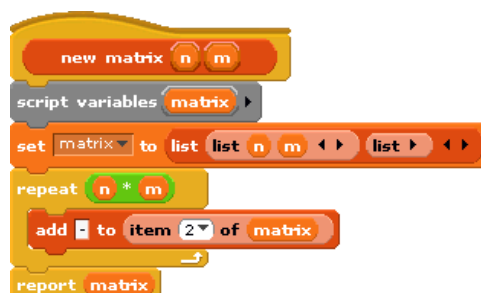 new matrix n m
script variables matrix
set matrix to list list n m list
repeat n * m
add - to item 2 of matrix
report matrix